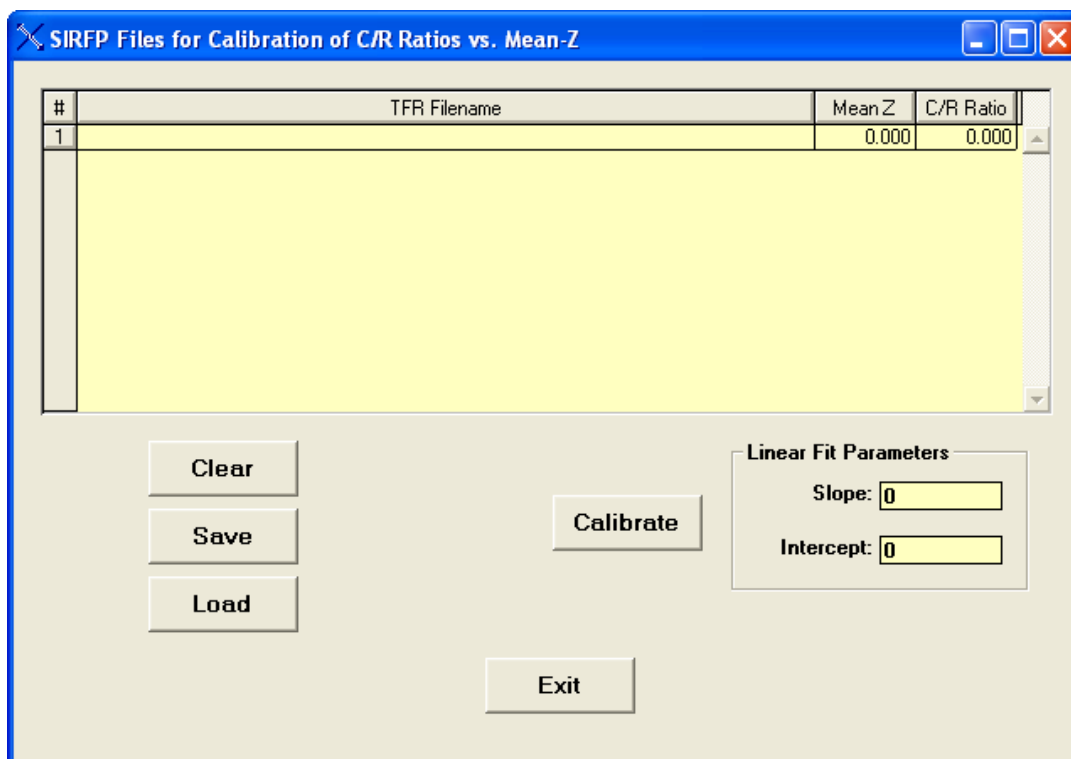 SIRFP Files for Calibration of C/R Ratios vs. Mean-Z
# TFR Filename Mean Z C/R Ratio
1 0.000 0.000
Clear
Save
Load
Calibrate
Linear Fit Parameters
Slope: 0
Intercept: 0
Exit